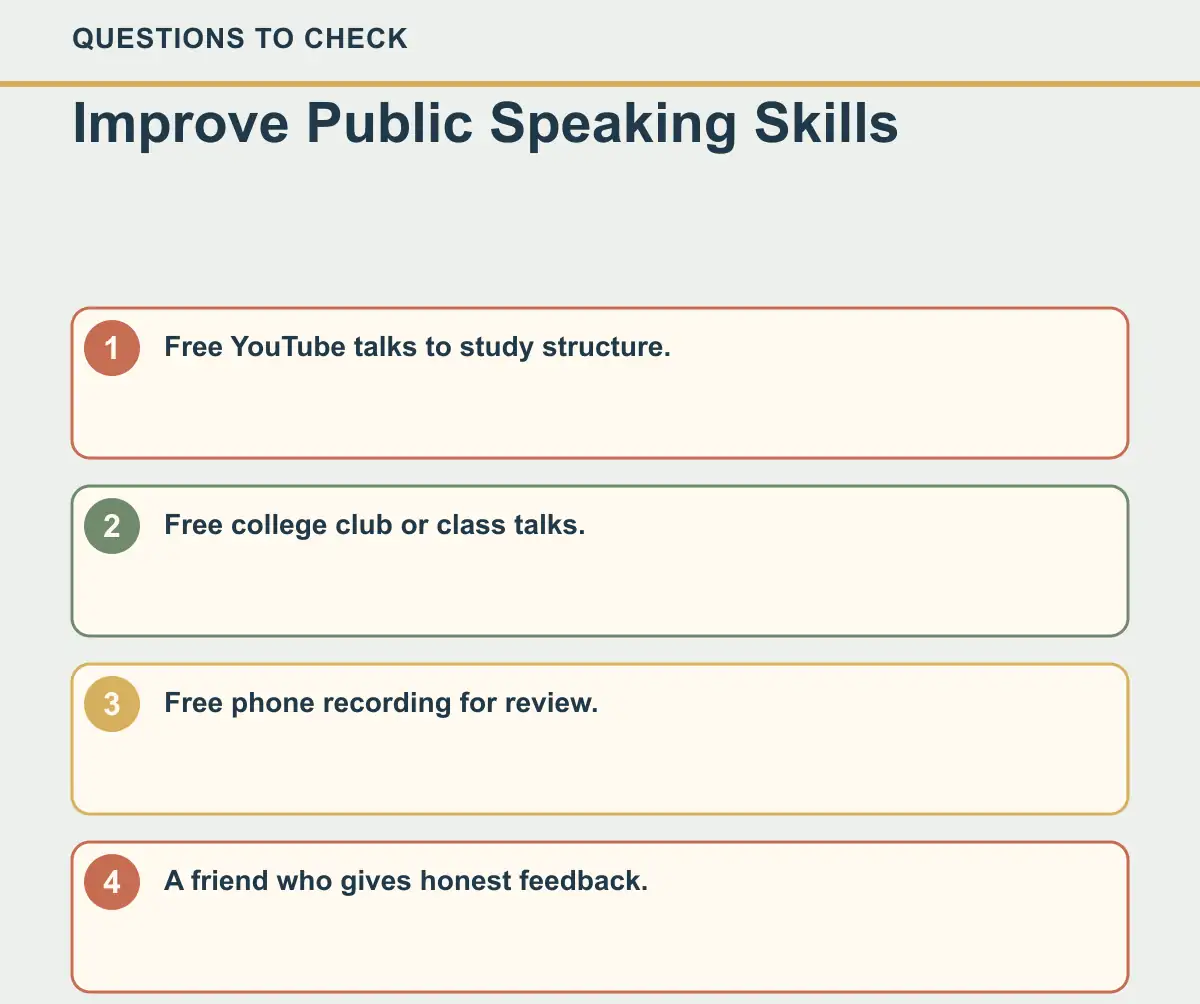 QUESTIONS TO CHECK
Improve Public Speaking Skills
1 Free YouTube talks to study structure.
2 Free college club or class talks.
3 Free phone recording for review.
4 A friend who gives honest feedback.